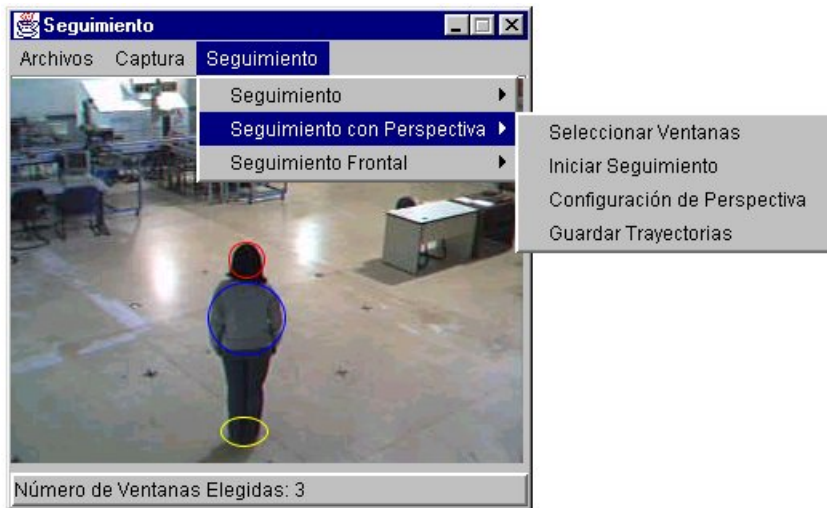 Seguimiento
Archivos Captura Seguimiento
Seguimiento
Seguimiento con Perspectiva
Seguimiento Frontal
Seleccionar Ventanas
Iniciar Seguimiento
Configuración de Perspectiva
Guardar Trayectorias
Número de Ventanas Elegidas: 3